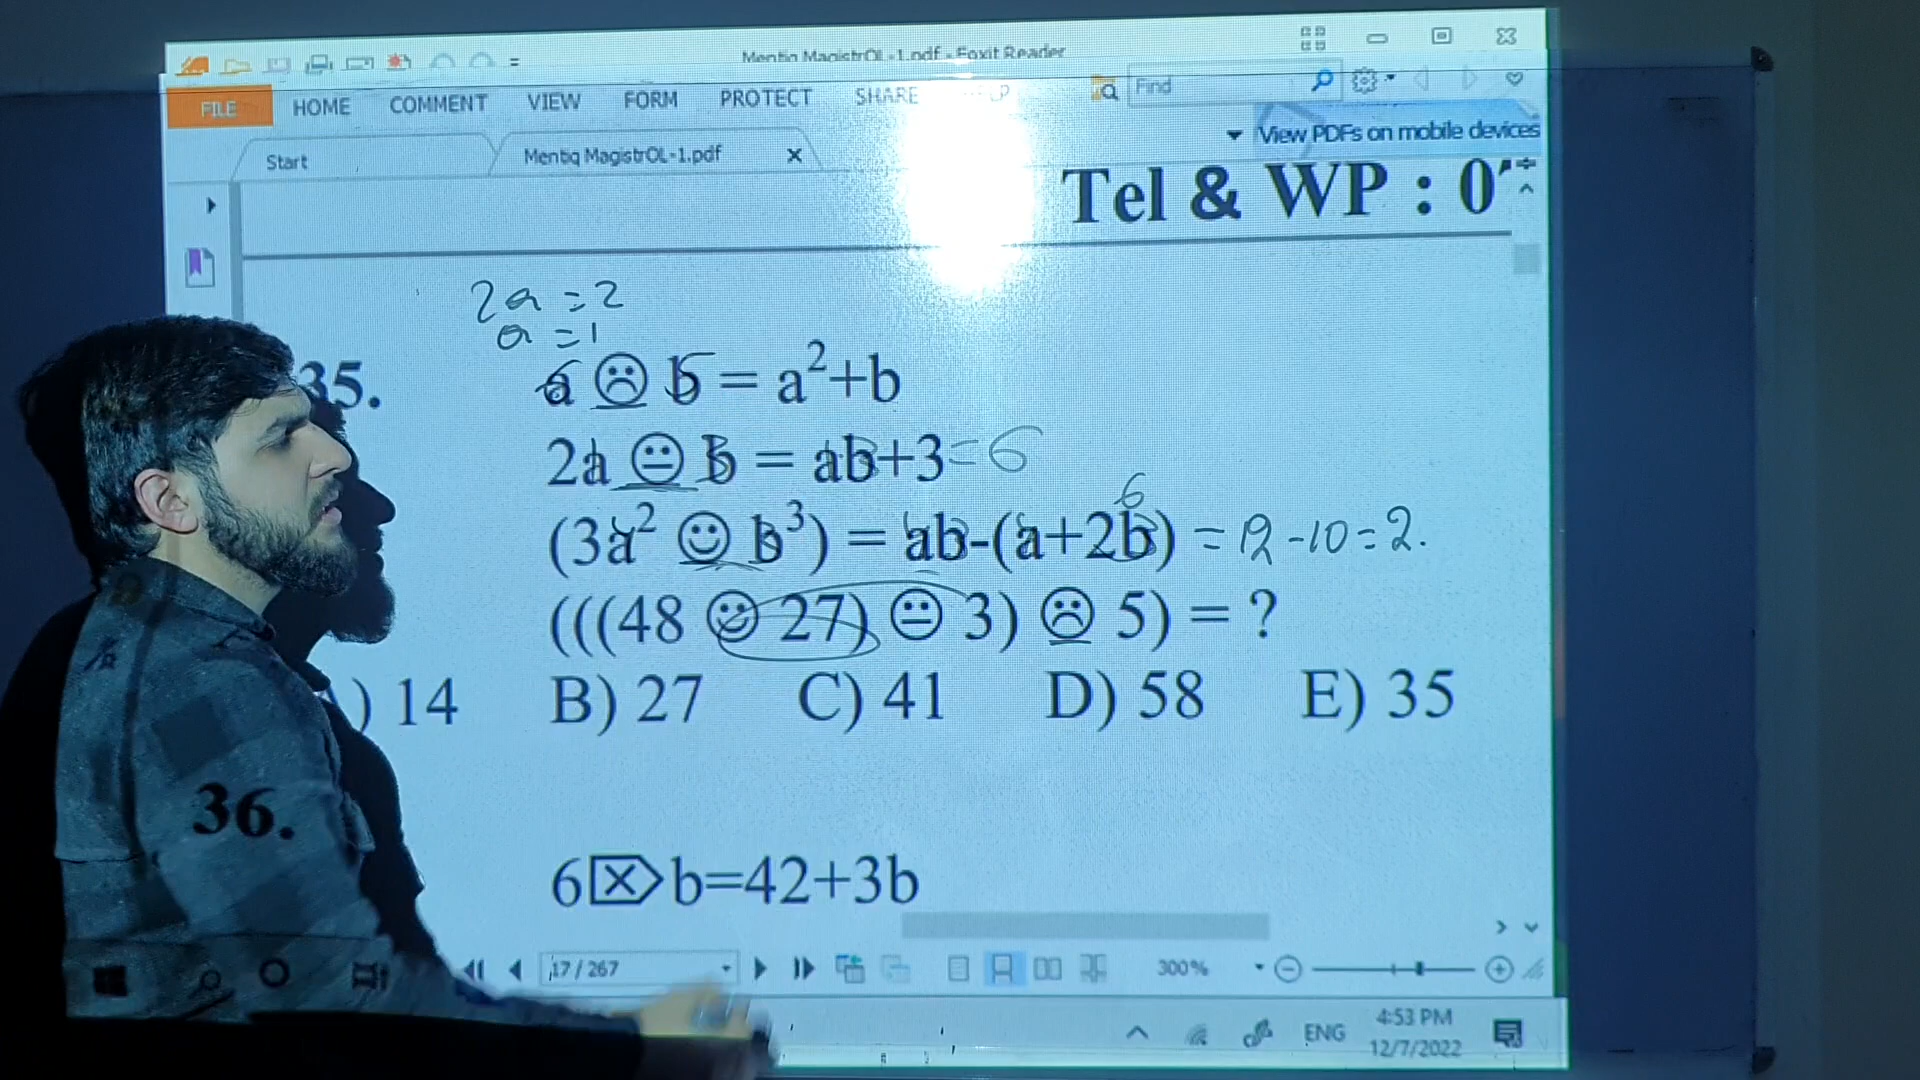 Mentiq MagistrOL-1.pdf - Foxit Reader
FILE HOME COMMENT VIEW FORM PROTECT SHARE Find
View PDFs on mobile devices
Start Mentiq MagistrOL-1.pdf
Tel & WP : 0
2a = 2
a = 1
35. a ☹ b = a²+b
2a 😐 b = ab+3 = 6
6
(3a² ☺ b³) = ab-(a+2b) = 12 - 10 = 2.
(((48 ☺ 27) 😐 3) ☹ 5) = ?
) 14 B) 27 C) 41 D) 58 E) 35
36.
6⌦b=42+3b
17 / 267 300%
ENG 4:53 PM
12/7/2022